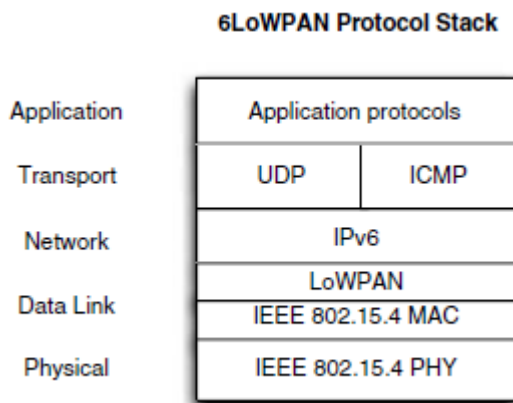 6LoWPAN Protocol Stack
Application Application protocols
Transport UDP ICMP
Network IPv6
LoWPAN
Data Link
IEEE 802.15.4 MAC
Physical IEEE 802.15.4 PHY